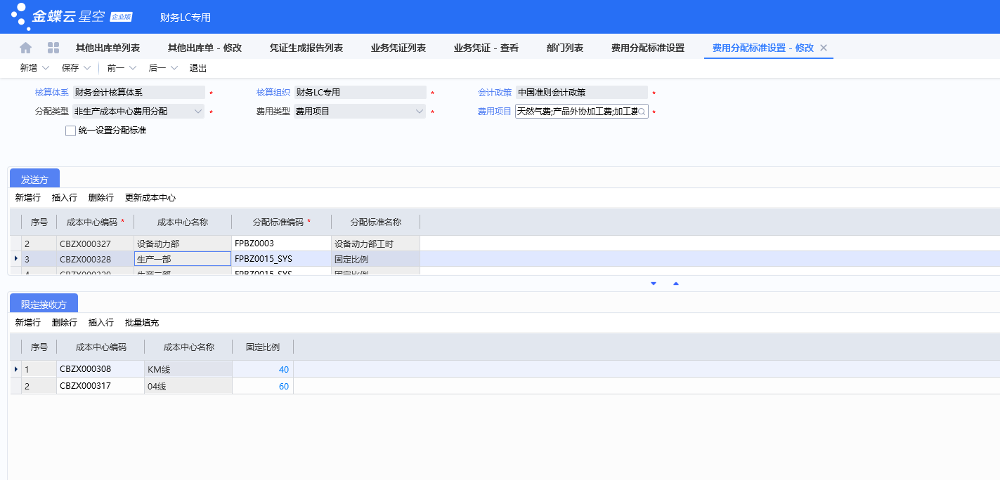 金蝶云 星空 企业版 财务LC专用
其他出库单列表 其他出库单 - 修改 凭证生成报告列表 业务凭证列表 业务凭证 - 查看 部门列表 费用分配标准设置 费用分配标准设置 - 修改 ×
新增 保存 前一 后一 退出
核算体系 财务会计核算体系 * 核算组织 财务LC专用 * 会计政策 中国准则会计政策 *
分配类型 非生产成本中心费用分配 * 费用类型 费用项目 * 费用项目 天然气费;产品外协加工费;加工费 *
统一设置分配标准
发送方
新增行 插入行 删除行 更新成本中心
序号 成本中心编码 * 成本中心名称 分配标准编码 * 分配标准名称
2 CBZX000327 设备动力部 FPBZ0003 设备动力部工时
3 CBZX000328 生产一部 FPBZ0015_SYS 固定比例
4 CBZX000329 生产二部 FPBZ0015_SYS 固定比例
限定接收方
新增行 删除行 插入行 批量填充
序号 成本中心编码 成本中心名称 固定比例
1 CBZX000308 KM线 40
2 CBZX000317 04线 60